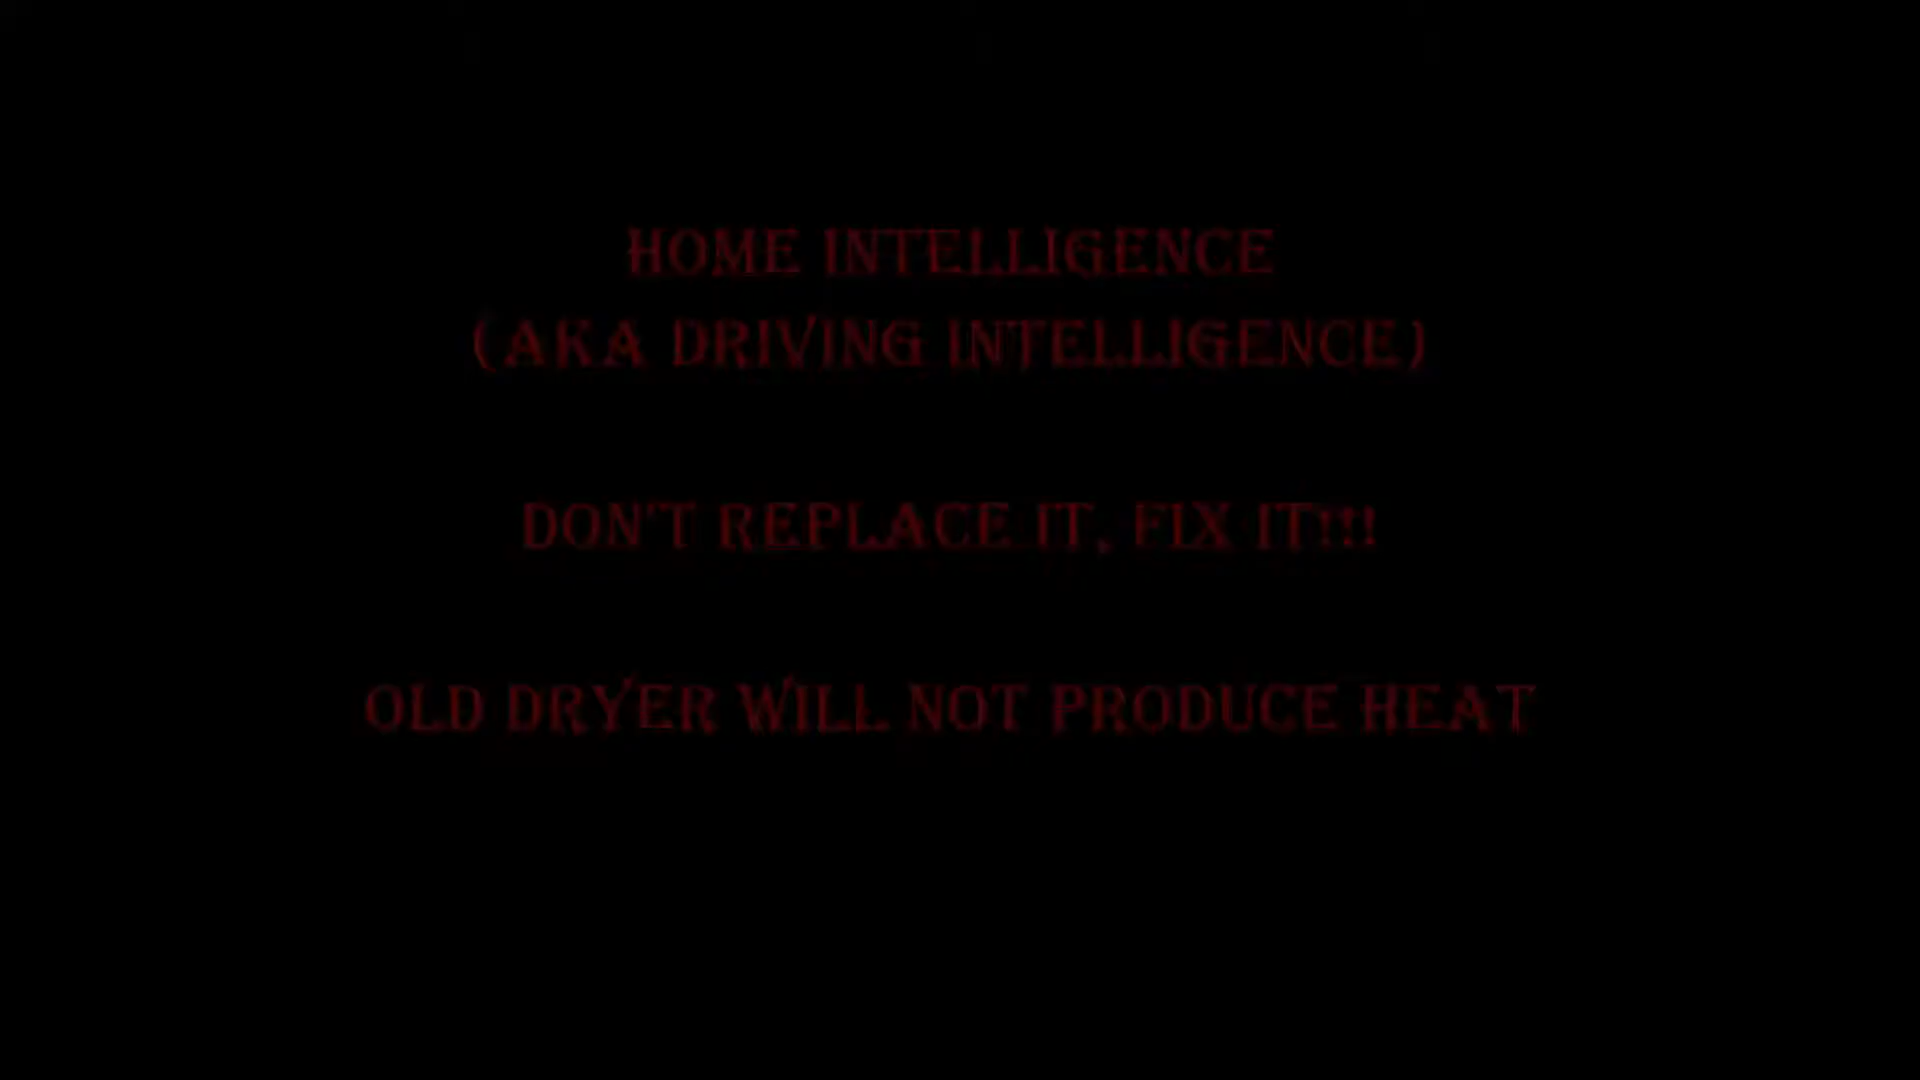 HOME INTELLIGENCE
(AKA DRIVING INTELLIGENCE)
DON'T REPLACE IT, FIX IT!!!
OLD DRYER WILL NOT PRODUCE HEAT